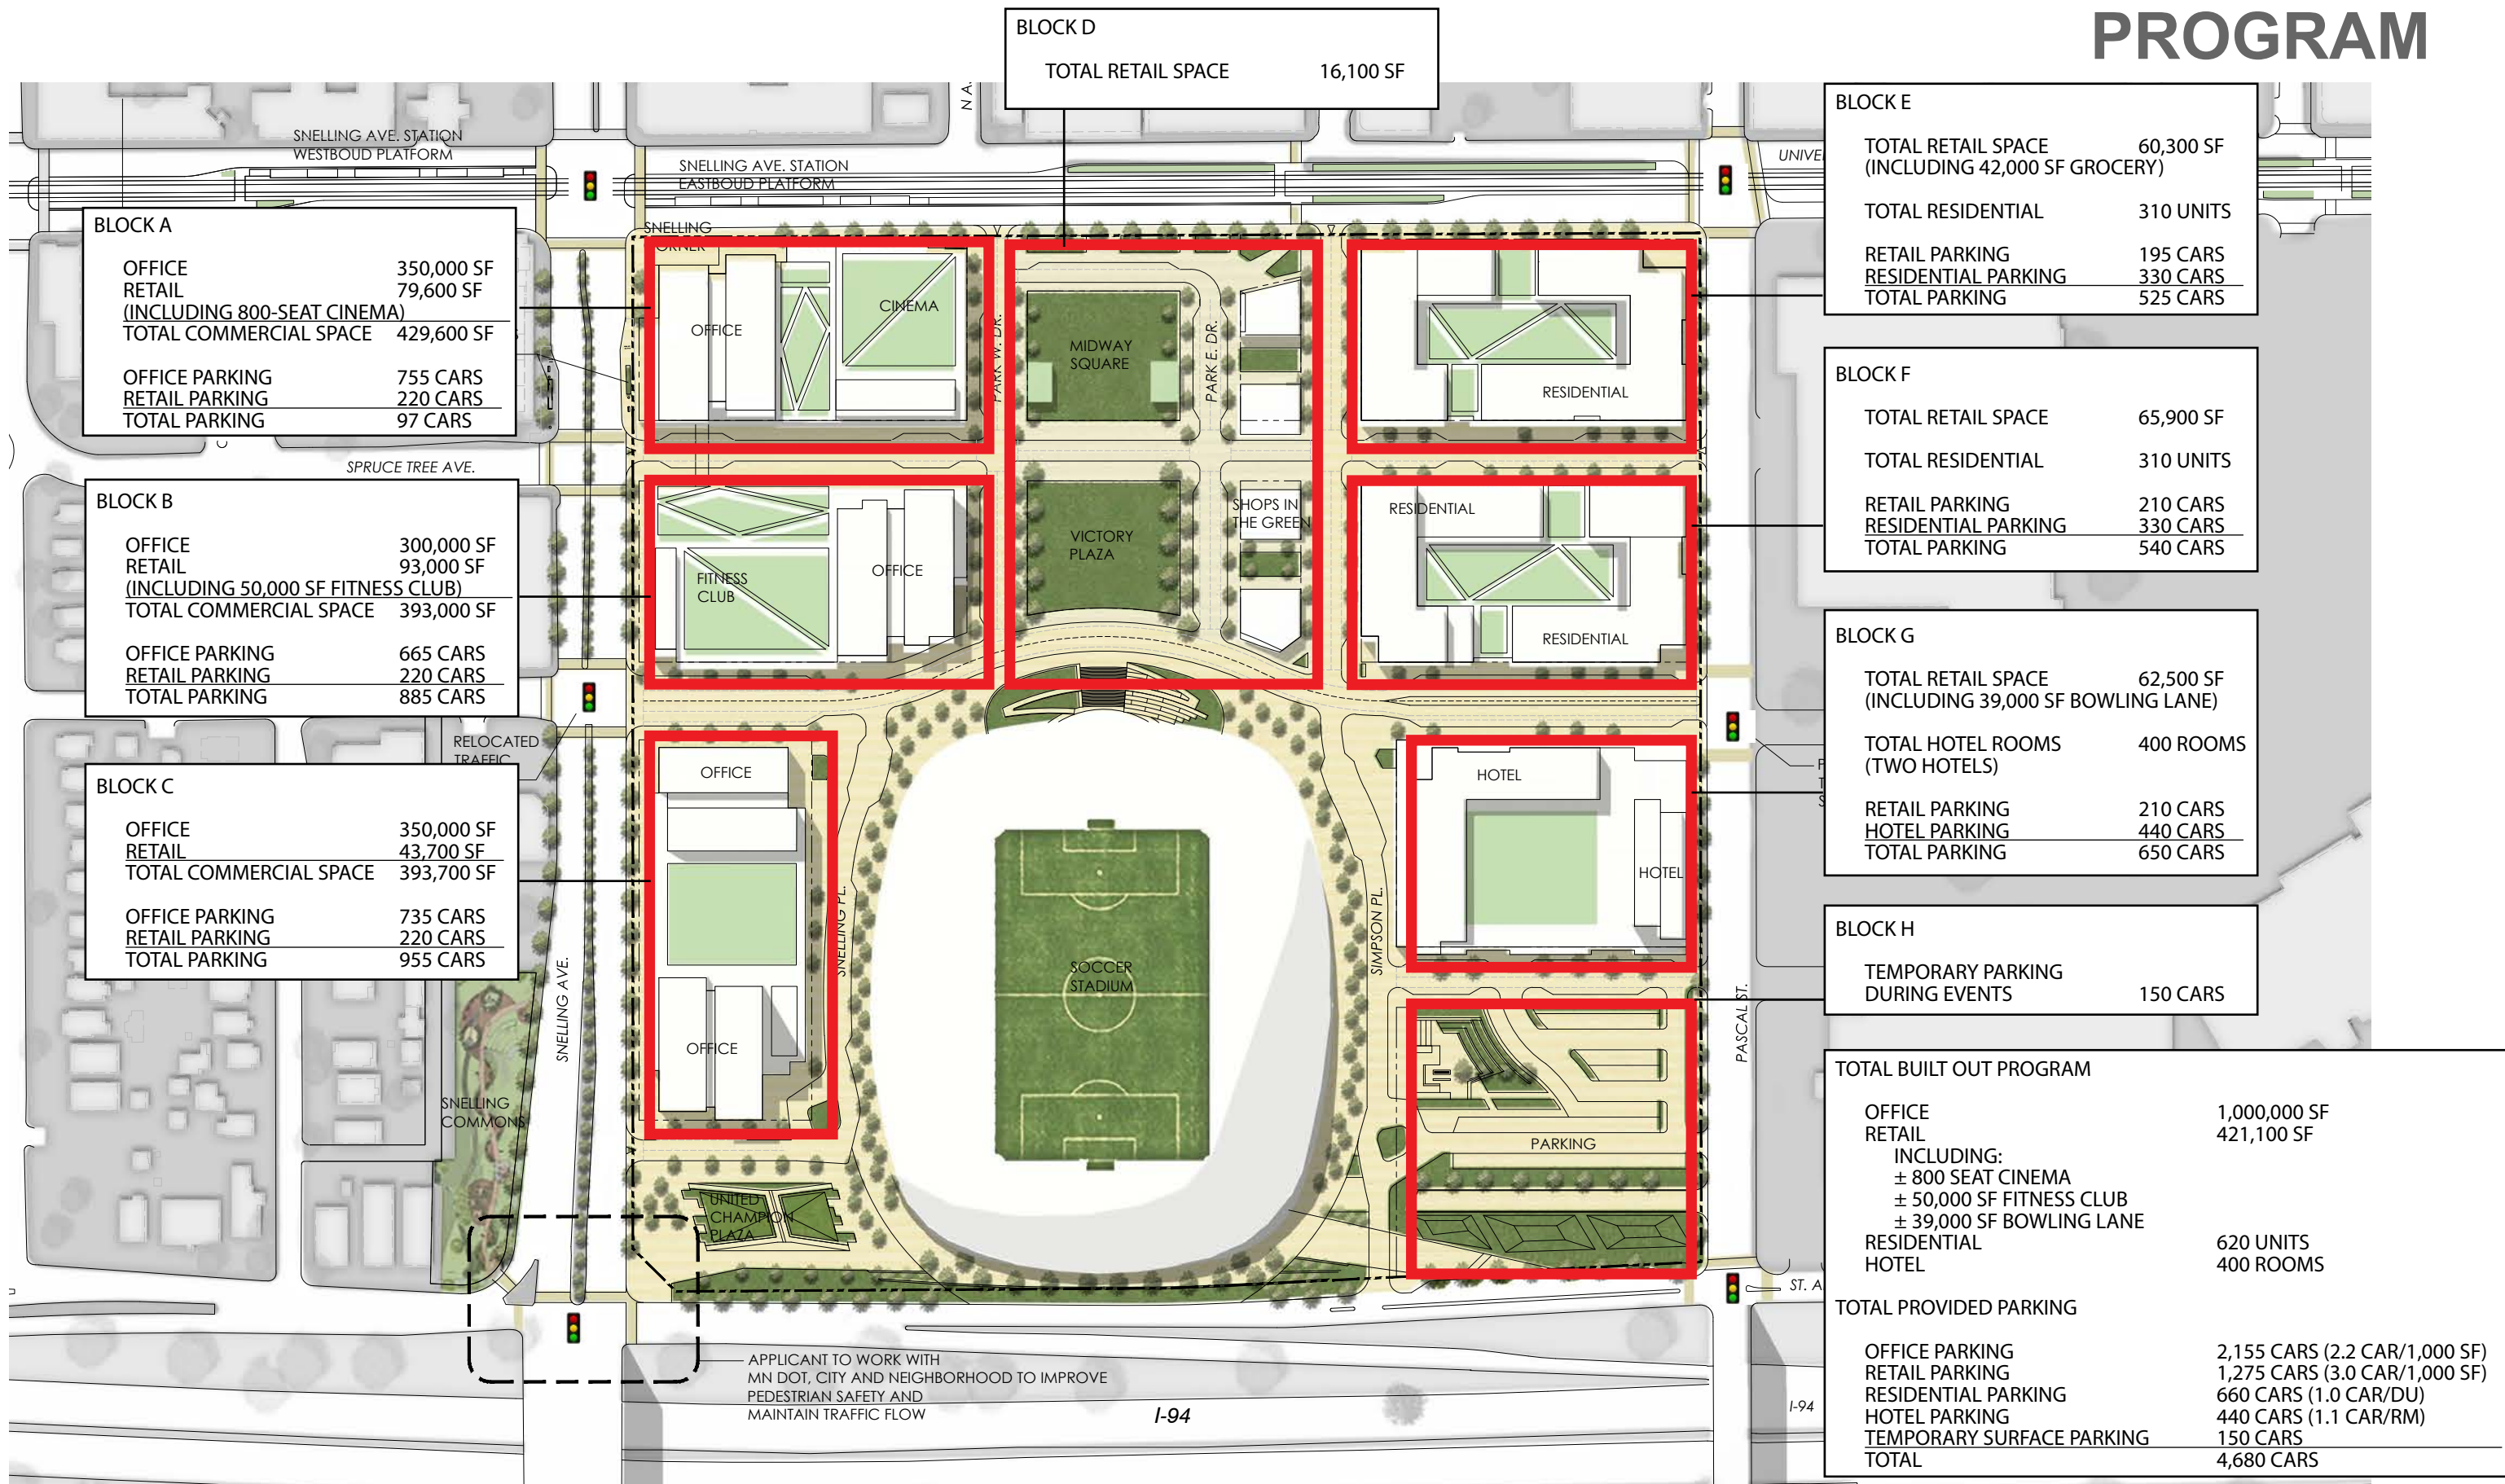 PROGRAM
BLOCK D
TOTAL RETAIL SPACE 16,100 SF
N A.
SNELLING AVE. STATION
WESTBOUD PLATFORM
SNELLING AVE. STATION
EASTBOUD PLATFORM
BLOCK A
OFFICE 350,000 SF
RETAIL 79,600 SF
(INCLUDING 800-SEAT CINEMA)
TOTAL COMMERCIAL SPACE 429,600 SF
OFFICE PARKING 755 CARS
RETAIL PARKING 220 CARS
TOTAL PARKING 97 CARS
SPRUCE TREE AVE.
BLOCK B
OFFICE 300,000 SF
RETAIL 93,000 SF
(INCLUDING 50,000 SF FITNESS CLUB)
TOTAL COMMERCIAL SPACE 393,000 SF
OFFICE PARKING 665 CARS
RETAIL PARKING 220 CARS
TOTAL PARKING 885 CARS
RELOCATED
TRAFFIC
BLOCK C
OFFICE 350,000 SF
RETAIL 43,700 SF
TOTAL COMMERCIAL SPACE 393,700 SF
OFFICE PARKING 735 CARS
RETAIL PARKING 220 CARS
TOTAL PARKING 955 CARS
SNELLING AVE.
SNELLING
COMMONS
SNELLING
OFFICE
CINEMA
PARK W. DR.
MIDWAY
SQUARE
PARK E. DR.
RESIDENTIAL
FITNESS
CLUB
OFFICE
VICTORY
PLAZA
SHOPS IN
THE GREEN
RESIDENTIAL
RESIDENTIAL
OFFICE
SNELLING PL.
OFFICE
SOCCER
STADIUM
SIMPSON PL.
HOTEL
HOTEL
PARKING
PASCAL ST.
UNITED
CHAMPION
PLAZA
APPLICANT TO WORK WITH
MN DOT, CITY AND NEIGHBORHOOD TO IMPROVE
PEDESTRIAN SAFETY AND
MAINTAIN TRAFFIC FLOW
I-94
I-94
ST. A
UNIVE
BLOCK E
TOTAL RETAIL SPACE 60,300 SF
(INCLUDING 42,000 SF GROCERY)
TOTAL RESIDENTIAL 310 UNITS
RETAIL PARKING 195 CARS
RESIDENTIAL PARKING 330 CARS
TOTAL PARKING 525 CARS
BLOCK F
TOTAL RETAIL SPACE 65,900 SF
TOTAL RESIDENTIAL 310 UNITS
RETAIL PARKING 210 CARS
RESIDENTIAL PARKING 330 CARS
TOTAL PARKING 540 CARS
BLOCK G
TOTAL RETAIL SPACE 62,500 SF
(INCLUDING 39,000 SF BOWLING LANE)
TOTAL HOTEL ROOMS 400 ROOMS
(TWO HOTELS)
RETAIL PARKING 210 CARS
HOTEL PARKING 440 CARS
TOTAL PARKING 650 CARS
BLOCK H
TEMPORARY PARKING
DURING EVENTS 150 CARS
TOTAL BUILT OUT PROGRAM
OFFICE 1,000,000 SF
RETAIL 421,100 SF
INCLUDING:
± 800 SEAT CINEMA
± 50,000 SF FITNESS CLUB
± 39,000 SF BOWLING LANE
RESIDENTIAL 620 UNITS
HOTEL 400 ROOMS
TOTAL PROVIDED PARKING
OFFICE PARKING 2,155 CARS (2.2 CAR/1,000 SF)
RETAIL PARKING 1,275 CARS (3.0 CAR/1,000 SF)
RESIDENTIAL PARKING 660 CARS (1.0 CAR/DU)
HOTEL PARKING 440 CARS (1.1 CAR/RM)
TEMPORARY SURFACE PARKING 150 CARS
TOTAL 4,680 CARS